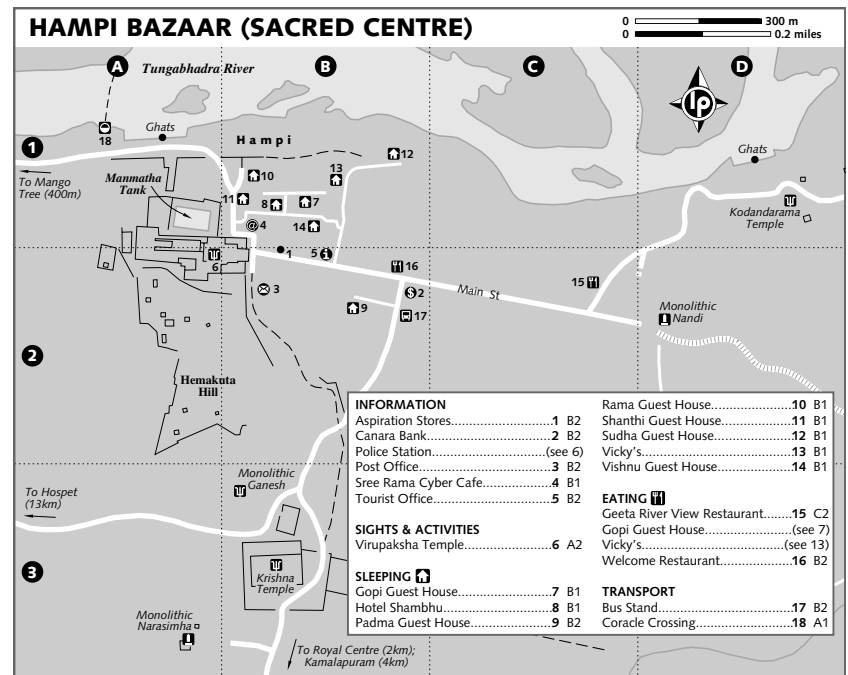 HAMPI BAZAAR (SACRED CENTRE)
0 300 m
0 0.2 miles
A B C D
Tungabhadra River
lp
Ghats
18
Hampi
12
Ghats
1
13
10
To Mango
Tree (400m)
Manmatha
Tank
11
8
7
Kodandarama
Temple
@ 4
14
1
5 i
6
16
15
3
$ 2
Main St
9
17
Monolithic
Nandi
2
Hemakuta
Hill
INFORMATION
Aspiration Stores..............................1 B2
Canara Bank.....................................2 B2
Police Station...............................(see 6)
Post Office.......................................3 B2
Sree Rama Cyber Cafe......................4 B1
Tourist Office...................................5 B2
SIGHTS & ACTIVITIES
Virupaksha Temple...........................6 A2
SLEEPING
Gopi Guest House.............................7 B1
Hotel Shambhu.................................8 B1
Padma Guest House..........................9 B2
Rama Guest House.......................10 B1
Shanthi Guest House.....................11 B1
Sudha Guest House.......................12 B1
Vicky's.........................................13 B1
Vishnu Guest House......................14 B1
EATING
Geeta River View Restaurant.......15 C2
Gopi Guest House.....................(see 7)
Vicky's....................................(see 13)
Welcome Restaurant....................16 B2
TRANSPORT
Bus Stand.....................................17 B2
Coracle Crossing..........................18 A1
Monolithic
Ganesh
To Hospet
(13km)
3
Krishna
Temple
Monolithic
Narasimha
To Royal Centre (2km);
Kamalapuram (4km)